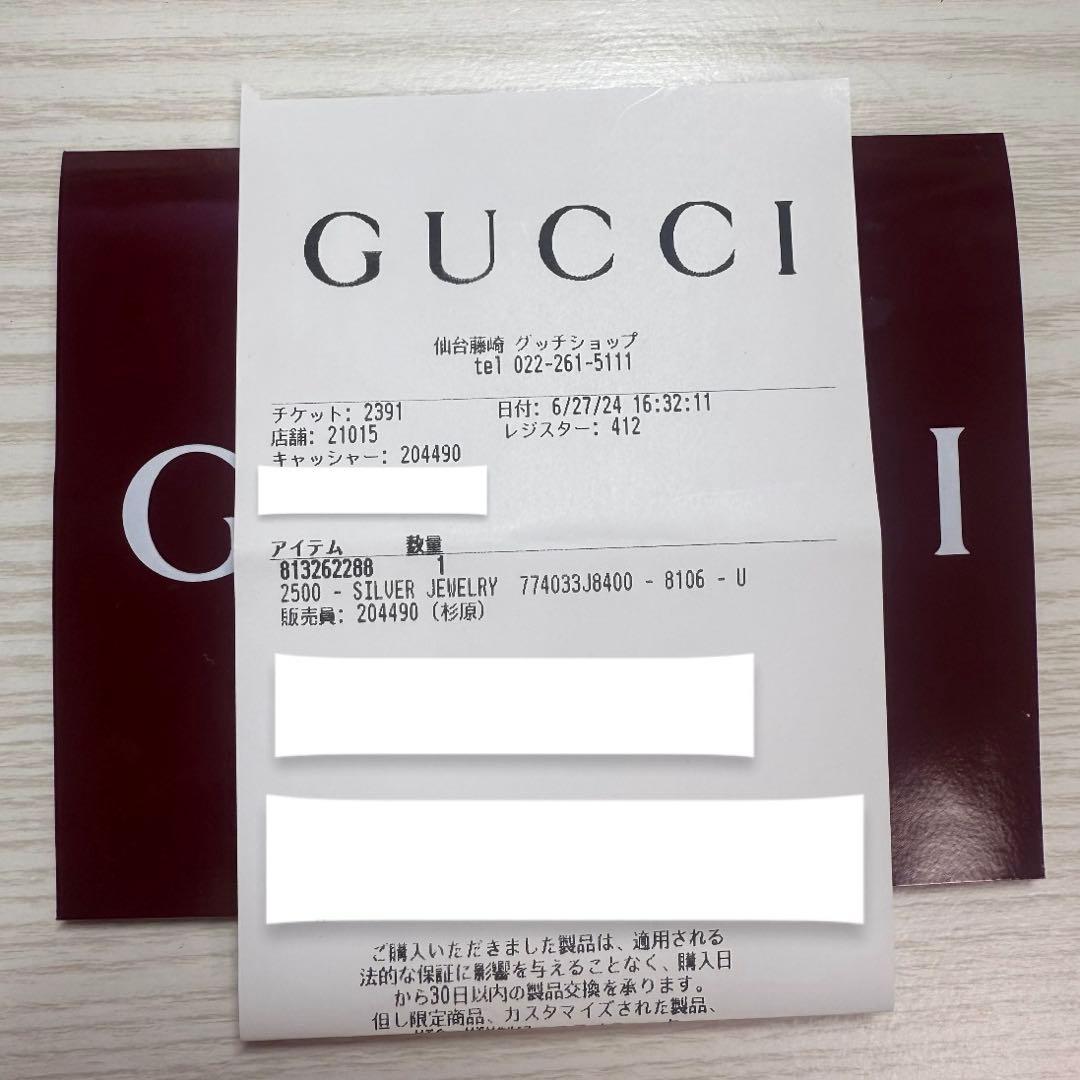 GUCCI
仙台藤崎 グッチショップ
tel 022-261-5111
チケット: 2391 日付: 6/27/24 16:32:11
店舗: 21015 レジスター: 412
キャッシャー: 204490
アイテム 数量
813262288 1
2500 - SILVER JEWELRY 774033J8400 - 8106 - U
販売員: 204490 (杉原)
ご購入いただきました製品は、適用される
法的な保証に影響を与えることなく、購入日
から30日以内の製品交換を承ります。
但し限定商品、カスタマイズされた製品、
G I